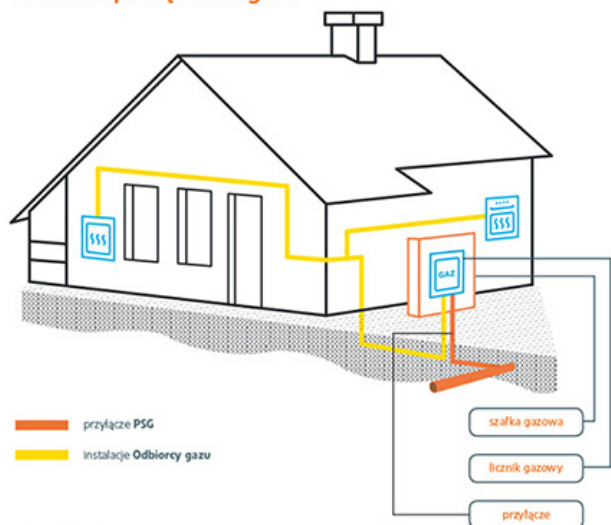 GAZ
przyłącze PSG
instalacje Odbiorcy gazu
szafka gazowa
licznik gazowy
przyłącze